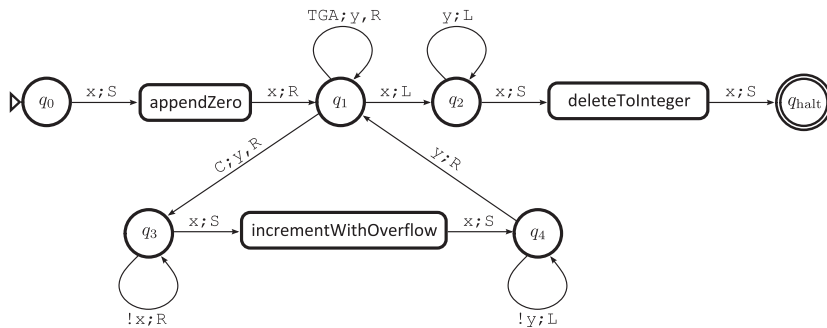 TGA;y,R
y;L
q0
x;S
appendZero
x;R
q1
x;L
q2
x;S
deleteToInteger
x;S
qhalt
C;y,R
y;R
q3
x;S
incrementWithOverflow
x;S
q4
!x;R
!y;L